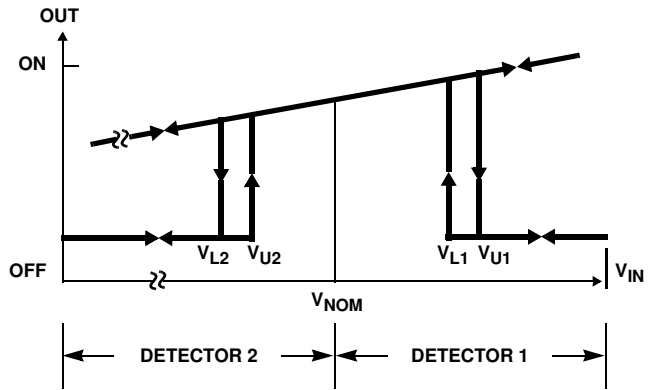 OUT
ON
OFF
V_L2
V_U2
V_L1
V_U1
V_IN
V_NOM
DETECTOR 2
DETECTOR 1